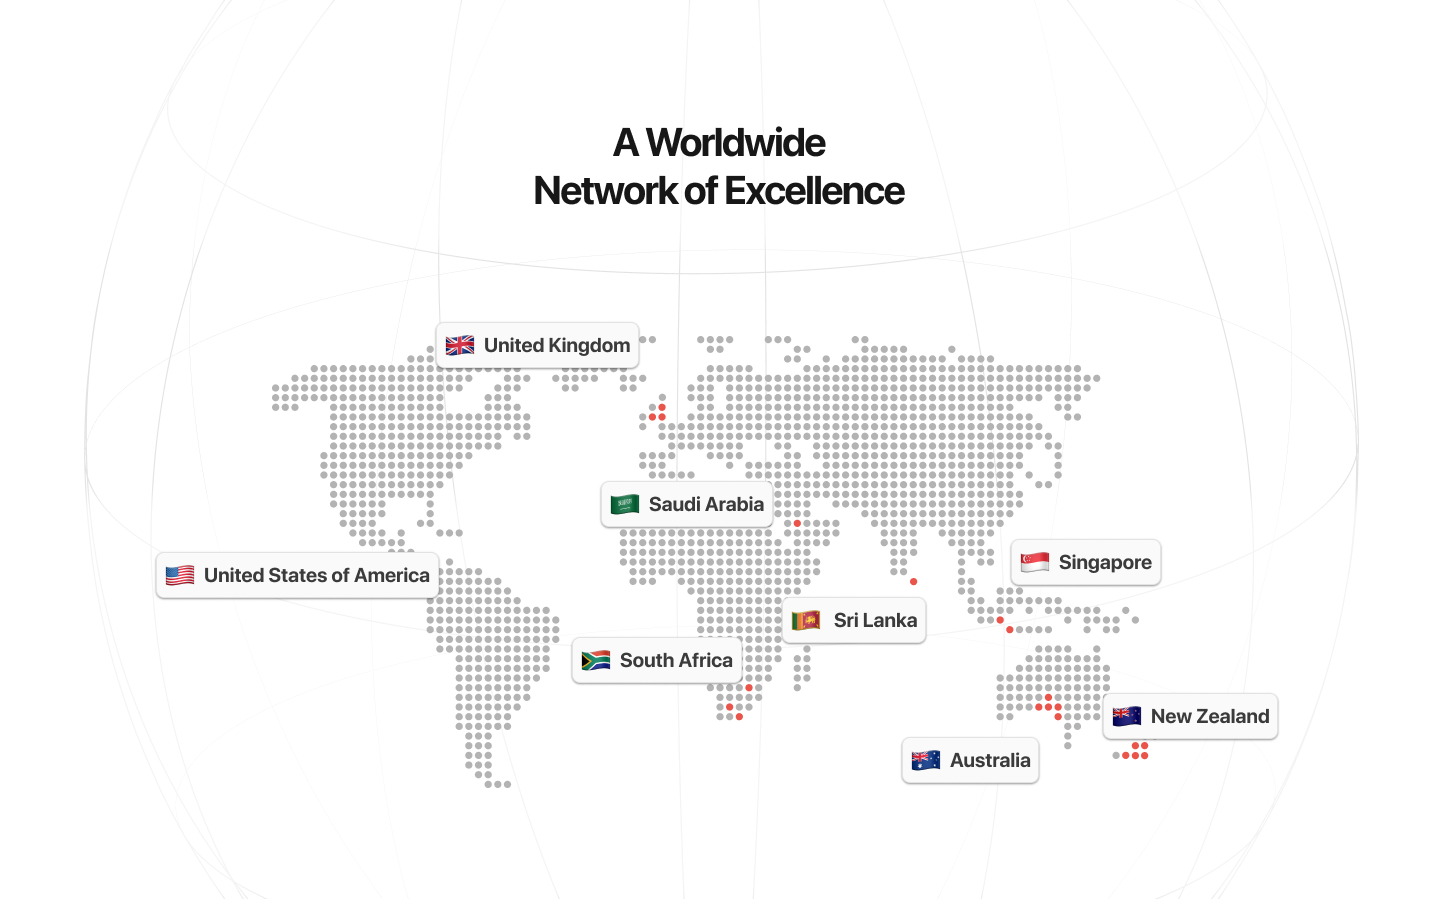 A Worldwide
Network of Excellence
United Kingdom
Saudi Arabia
Singapore
United States of America
Sri Lanka
South Africa
New Zealand
Australia